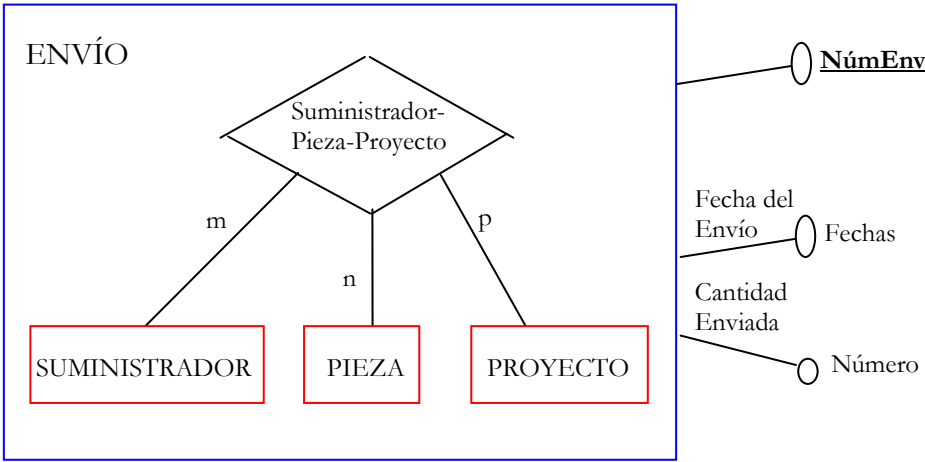 ENVÍO
NúmEnv
Suministrador-
Pieza-Proyecto
m
n
p
Fecha del
Envío
Fechas
Cantidad
Enviada
Número
SUMINISTRADOR
PIEZA
PROYECTO